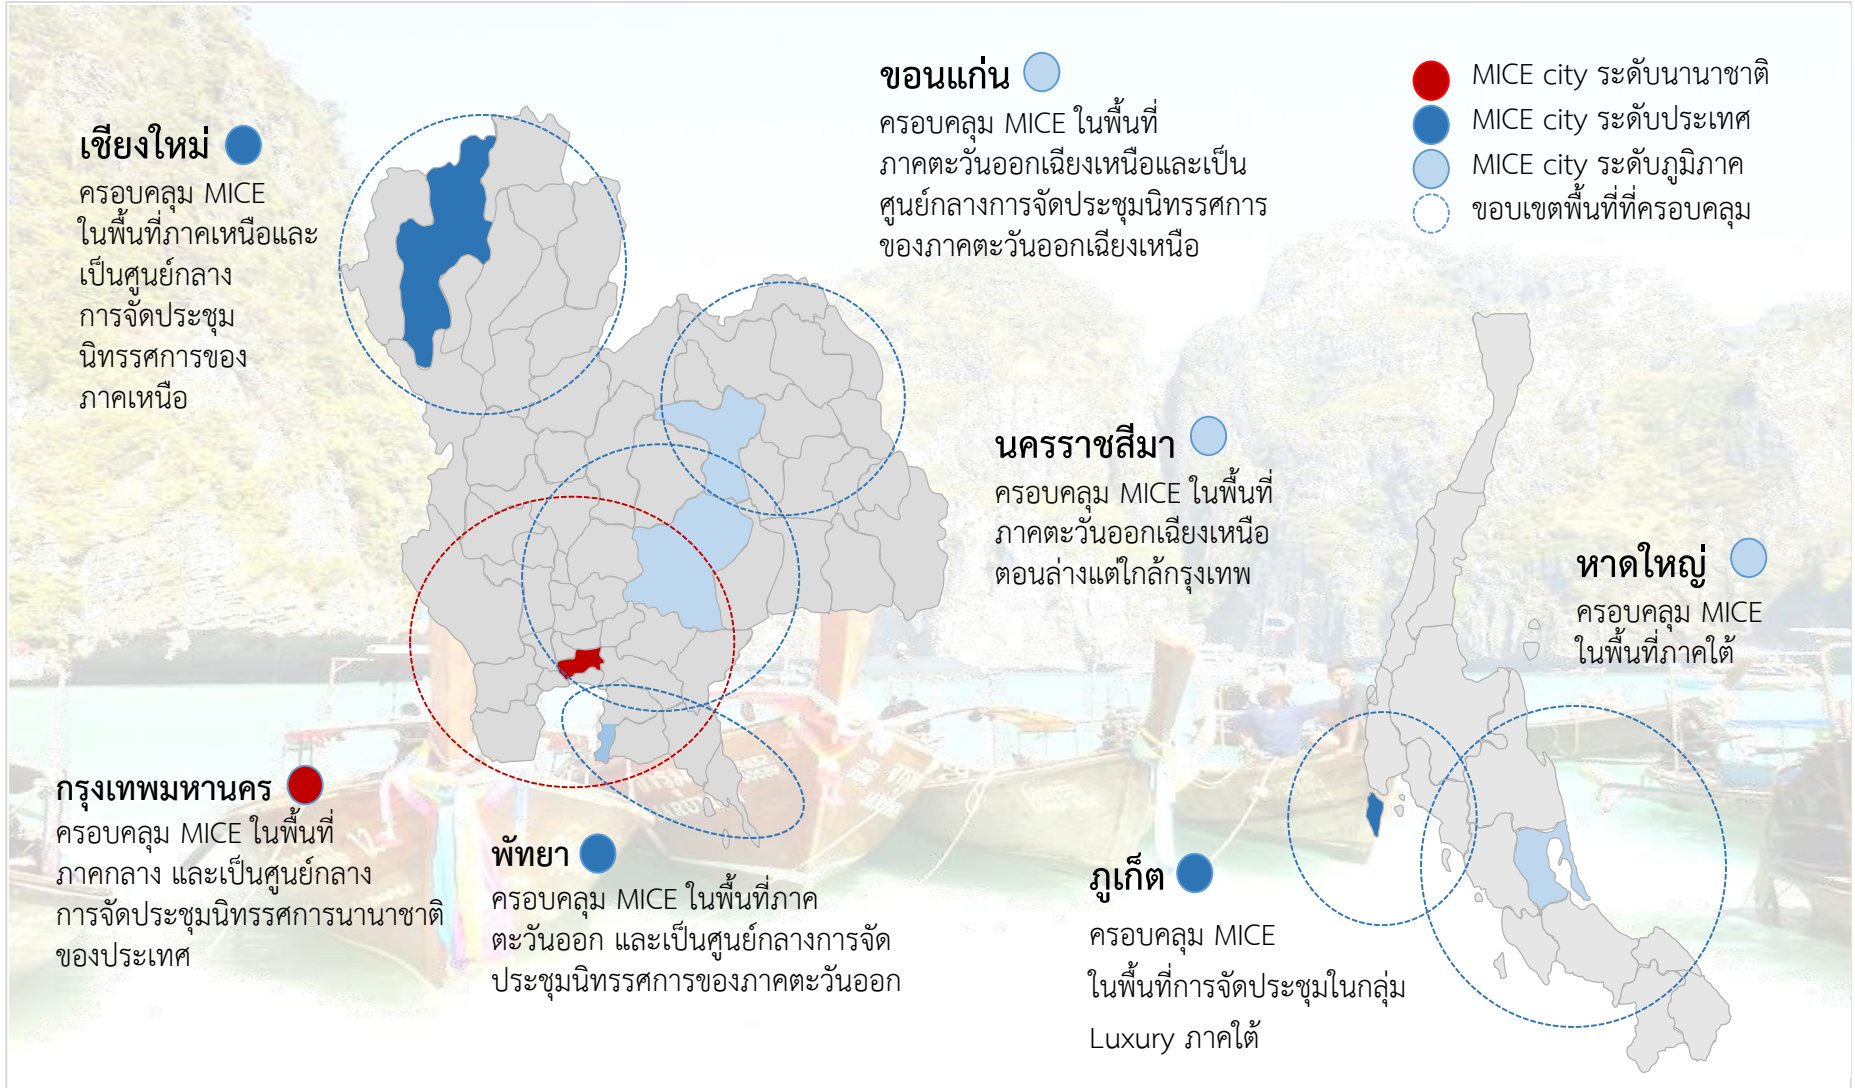 เชียงใหม่
ครอบคลุม MICE
ในพื้นที่ภาคเหนือและ
เป็นศูนย์กลาง
การจัดประชุม
นิทรรศการของ
ภาคเหนือ
ขอนแก่น
ครอบคลุม MICE ในพื้นที่
ภาคตะวันออกเฉียงเหนือและเป็น
ศูนย์กลางการจัดประชุมนิทรรศการ
ของภาคตะวันออกเฉียงเหนือ
MICE city ระดับนานาชาติ
MICE city ระดับประเทศ
MICE city ระดับภูมิภาค
ขอบเขตพื้นที่ที่ครอบคลุม
นครราชสีมา
ครอบคลุม MICE ในพื้นที่
ภาคตะวันออกเฉียงเหนือ
ตอนล่างแต่ใกล้กรุงเทพ
หาดใหญ่
ครอบคลุม MICE
ในพื้นที่ภาคใต้
กรุงเทพมหานคร
ครอบคลุม MICE ในพื้นที่
ภาคกลาง และเป็นศูนย์กลาง
การจัดประชุมนิทรรศการนานาชาติ
ของประเทศ
พัทยา
ครอบคลุม MICE ในพื้นที่ภาค
ตะวันออก และเป็นศูนย์กลางการจัด
ประชุมนิทรรศการของภาคตะวันออก
ภูเก็ต
ครอบคลุม MICE
ในพื้นที่การจัดประชุมในกลุ่ม
Luxury ภาคใต้